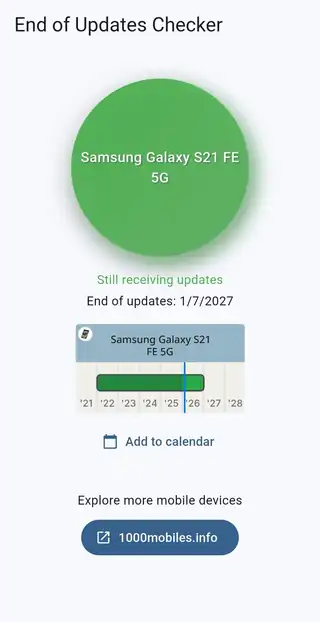 End of Updates Checker
Samsung Galaxy S21 FE
5G
Still receiving updates
End of updates: 1/7/2027
Samsung Galaxy S21
FE 5G
'21 '22 '23 '24 '25 '26 '27 '28
Add to calendar
Explore more mobile devices
1000mobiles.info